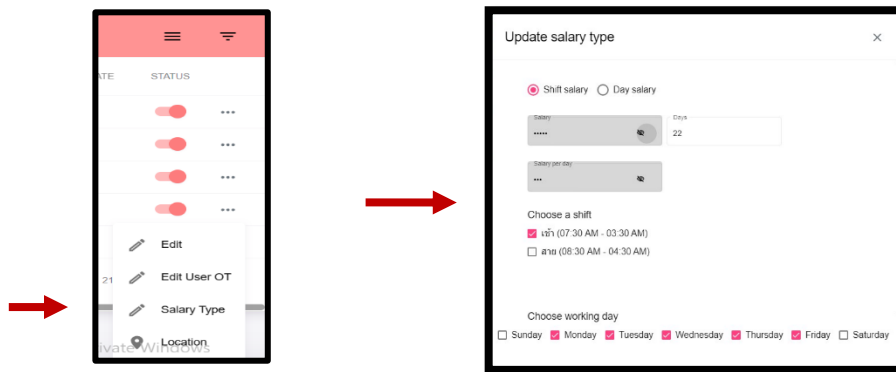 ATE STATUS
Edit
21 Edit User OT
Salary Type
Location
ivate Windows
Update salary type
Shift salary Day salary
Salary Days
••••• 22
Salary per day
•••
Choose a shift
เช้า (07:30 AM - 03:30 AM)
สาย (08:30 AM - 04:30 AM)
Choose working day
Sunday Monday Tuesday Wednesday Thursday Friday Saturday